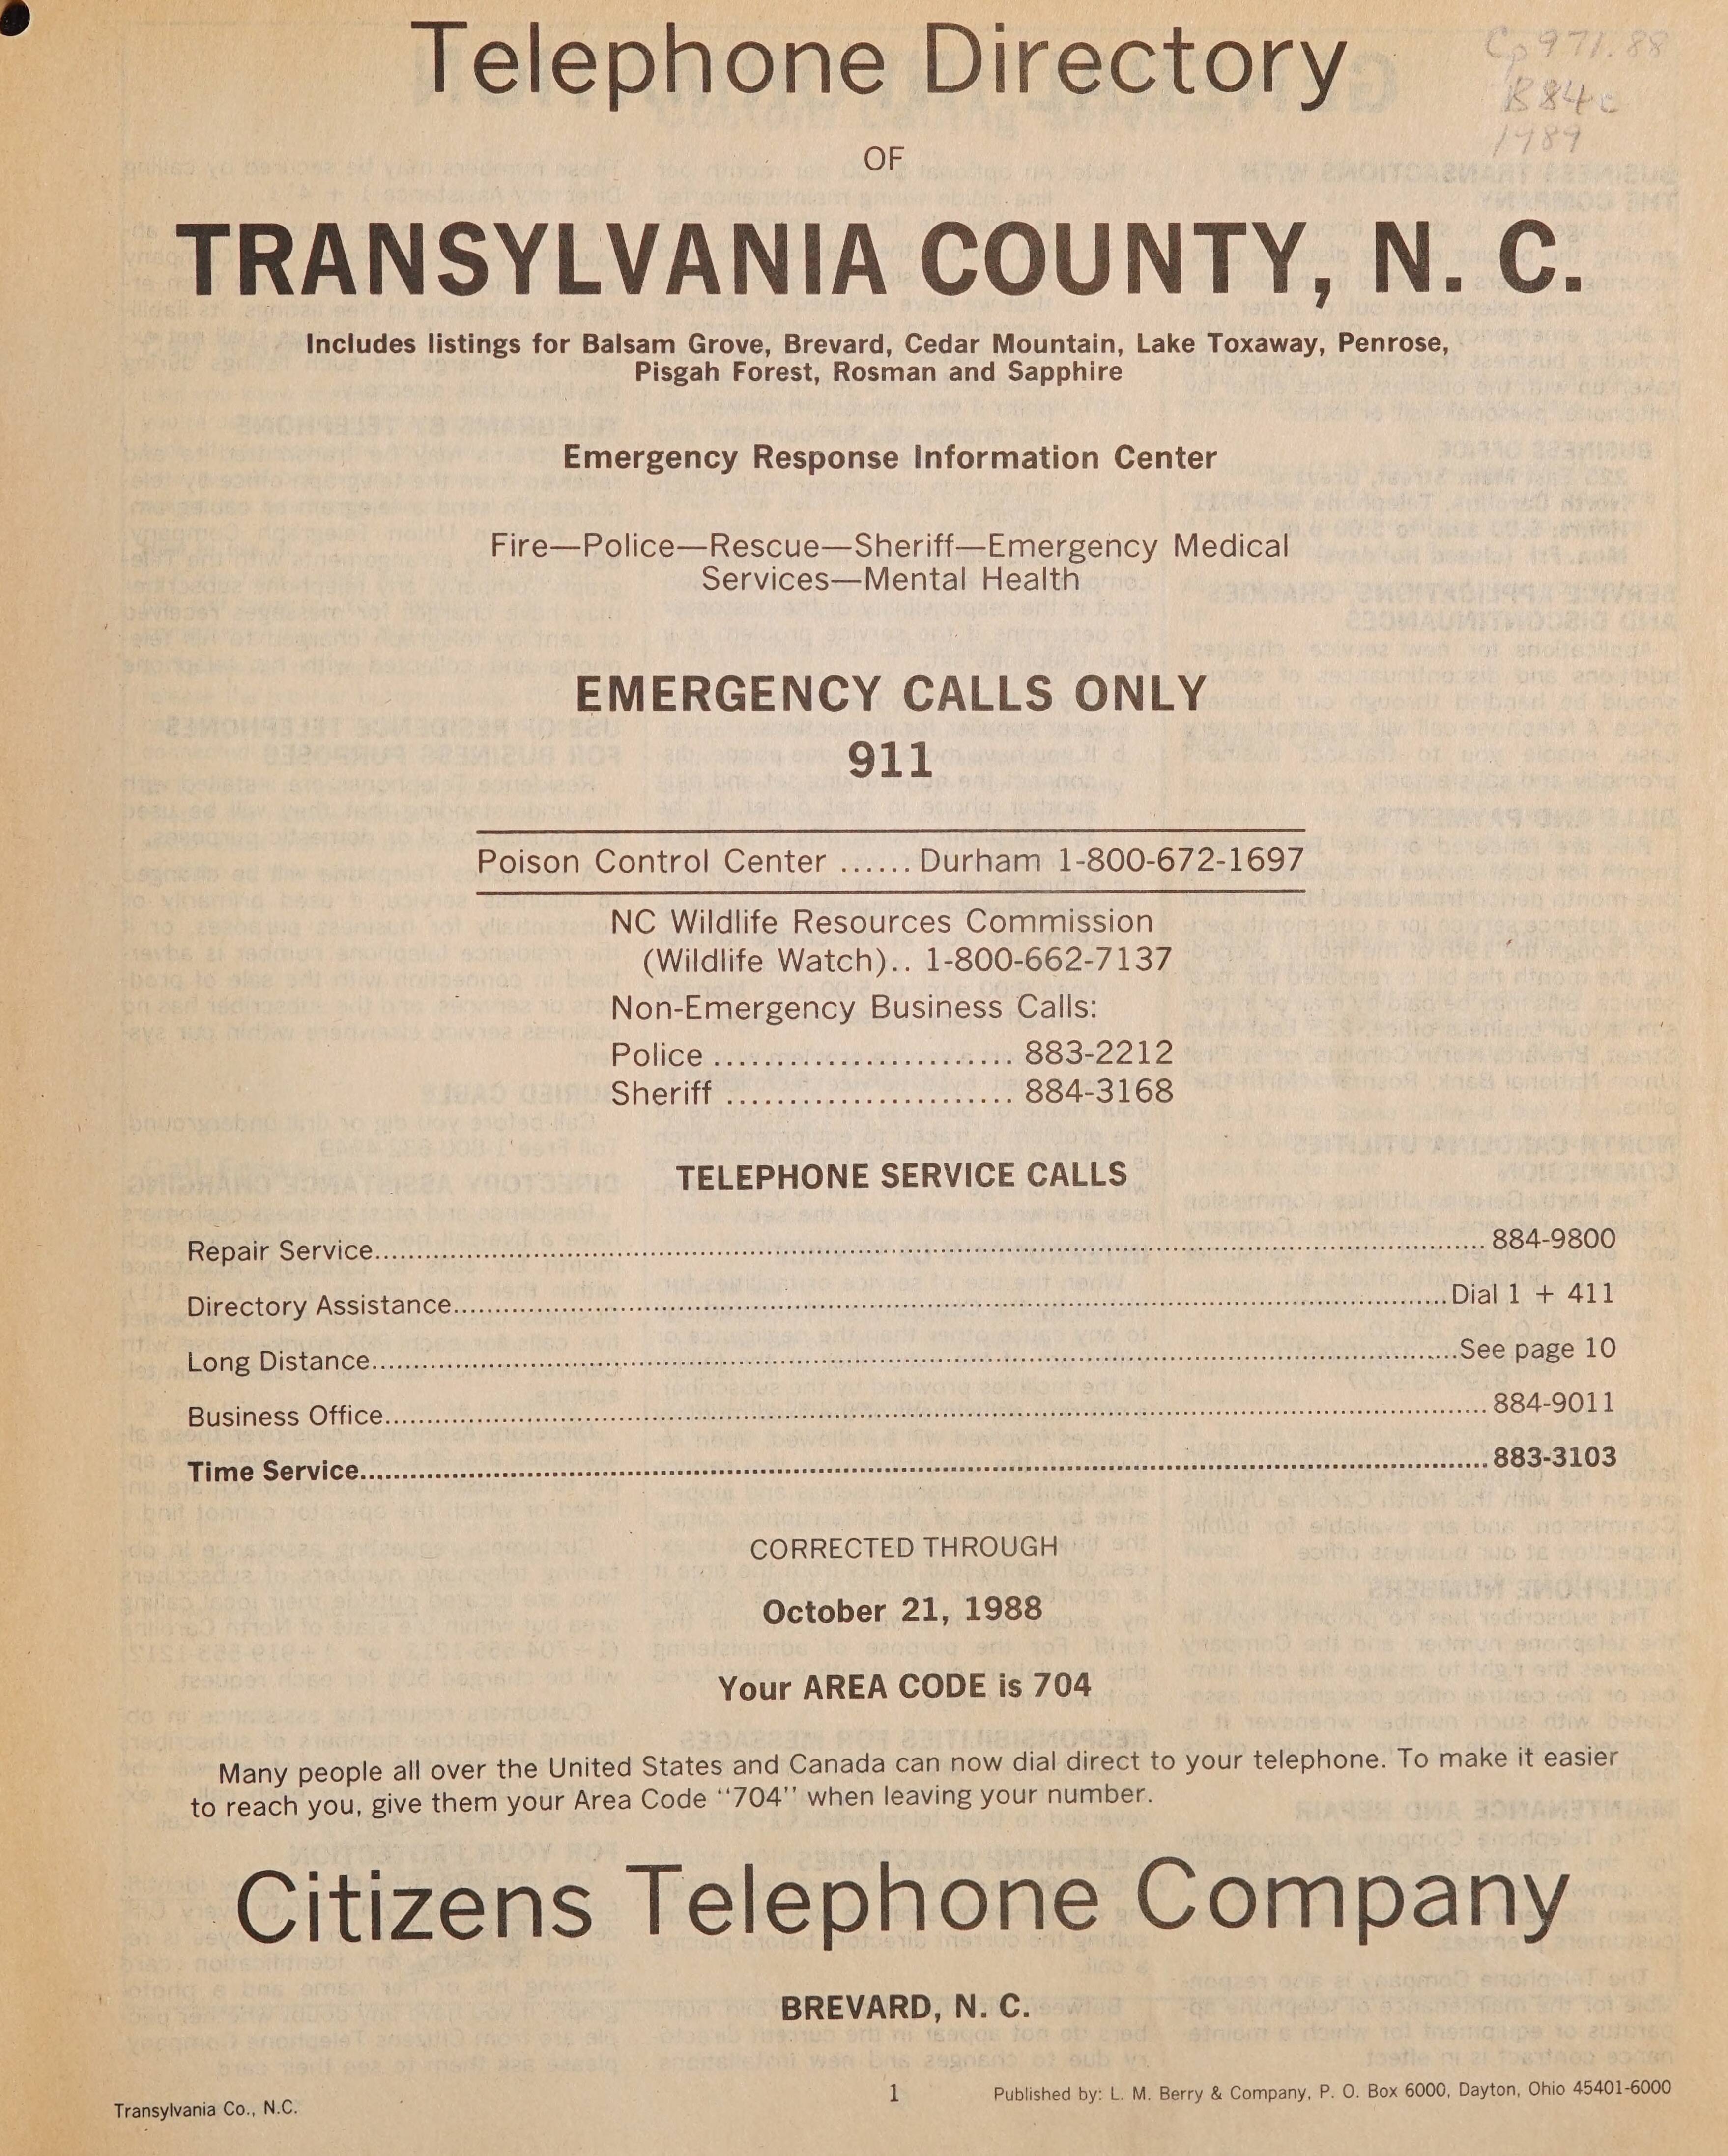 Telephone Directory
Cp971.88
B84c
1989
OF
TRANSYLVANIA COUNTY, N. C.
Includes listings for Balsam Grove, Brevard, Cedar Mountain, Lake Toxaway, Penrose,
Pisgah Forest, Rosman and Sapphire
Emergency Response Information Center
Fire—Police—Rescue—Sheriff—Emergency Medical
Services—Mental Health
EMERGENCY CALLS ONLY
911
Poison Control Center ...... Durham 1-800-672-1697
NC Wildlife Resources Commission
(Wildlife Watch).. 1-800-662-7137
Non-Emergency Business Calls:
Police ......................... 883-2212
Sheriff ........................ 884-3168
TELEPHONE SERVICE CALLS
Repair Service........................................................................884-9800
Directory Assistance........................................................................Dial 1 + 411
Long Distance........................................................................See page 10
Business Office........................................................................884-9011
Time Service........................................................................883-3103
CORRECTED THROUGH
October 21, 1988
Your AREA CODE is 704
Many people all over the United States and Canada can now dial direct to your telephone. To make it easier
to reach you, give them your Area Code "704" when leaving your number.
Citizens Telephone Company
BREVARD, N. C.
Transylvania Co., N.C.
1
Published by: L. M. Berry & Company, P. O. Box 6000, Dayton, Ohio 45401-6000